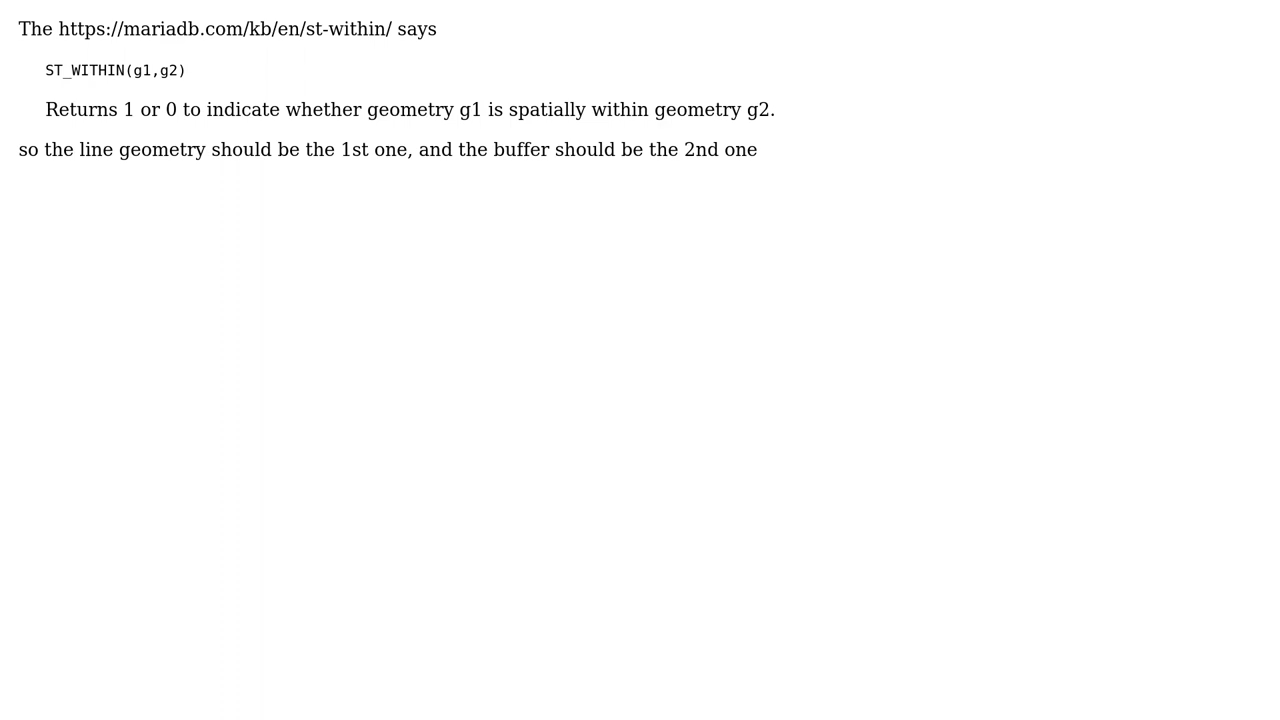 The https://mariadb.com/kb/en/st-within/ says
ST_WITHIN(g1,g2)
Returns 1 or 0 to indicate whether geometry g1 is spatially within geometry g2.
so the line geometry should be the 1st one, and the buffer should be the 2nd one